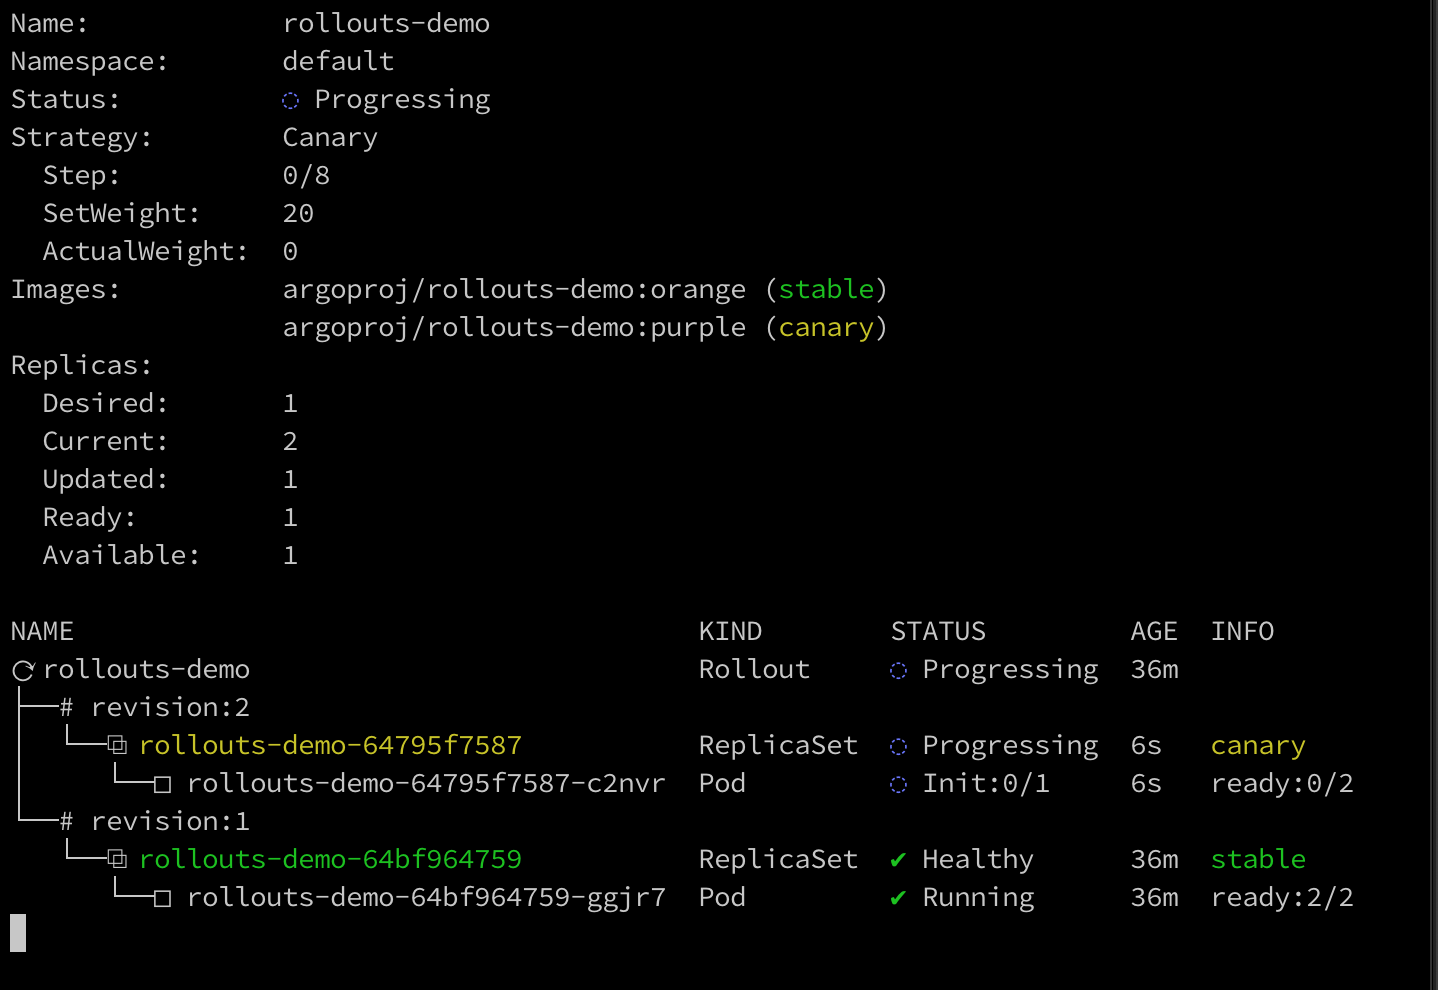 Name: rollouts-demo
Namespace: default
Status: ◌ Progressing
Strategy: Canary
Step: 0/8
SetWeight: 20
ActualWeight: 0
Images: argoproj/rollouts-demo:orange (stable)
argoproj/rollouts-demo:purple (canary)
Replicas:
Desired: 1
Current: 2
Updated: 1
Ready: 1
Available: 1
NAME KIND STATUS AGE INFO
⟳ rollouts-demo Rollout ◌ Progressing 36m
├──# revision:2
│  └──⧉ rollouts-demo-64795f7587 ReplicaSet ◌ Progressing 6s canary
│     └──□ rollouts-demo-64795f7587-c2nvr Pod ◌ Init:0/1 6s ready:0/2
└──# revision:1
   └──⧉ rollouts-demo-64bf964759 ReplicaSet ✔ Healthy 36m stable
      └──□ rollouts-demo-64bf964759-ggjr7 Pod ✔ Running 36m ready:2/2